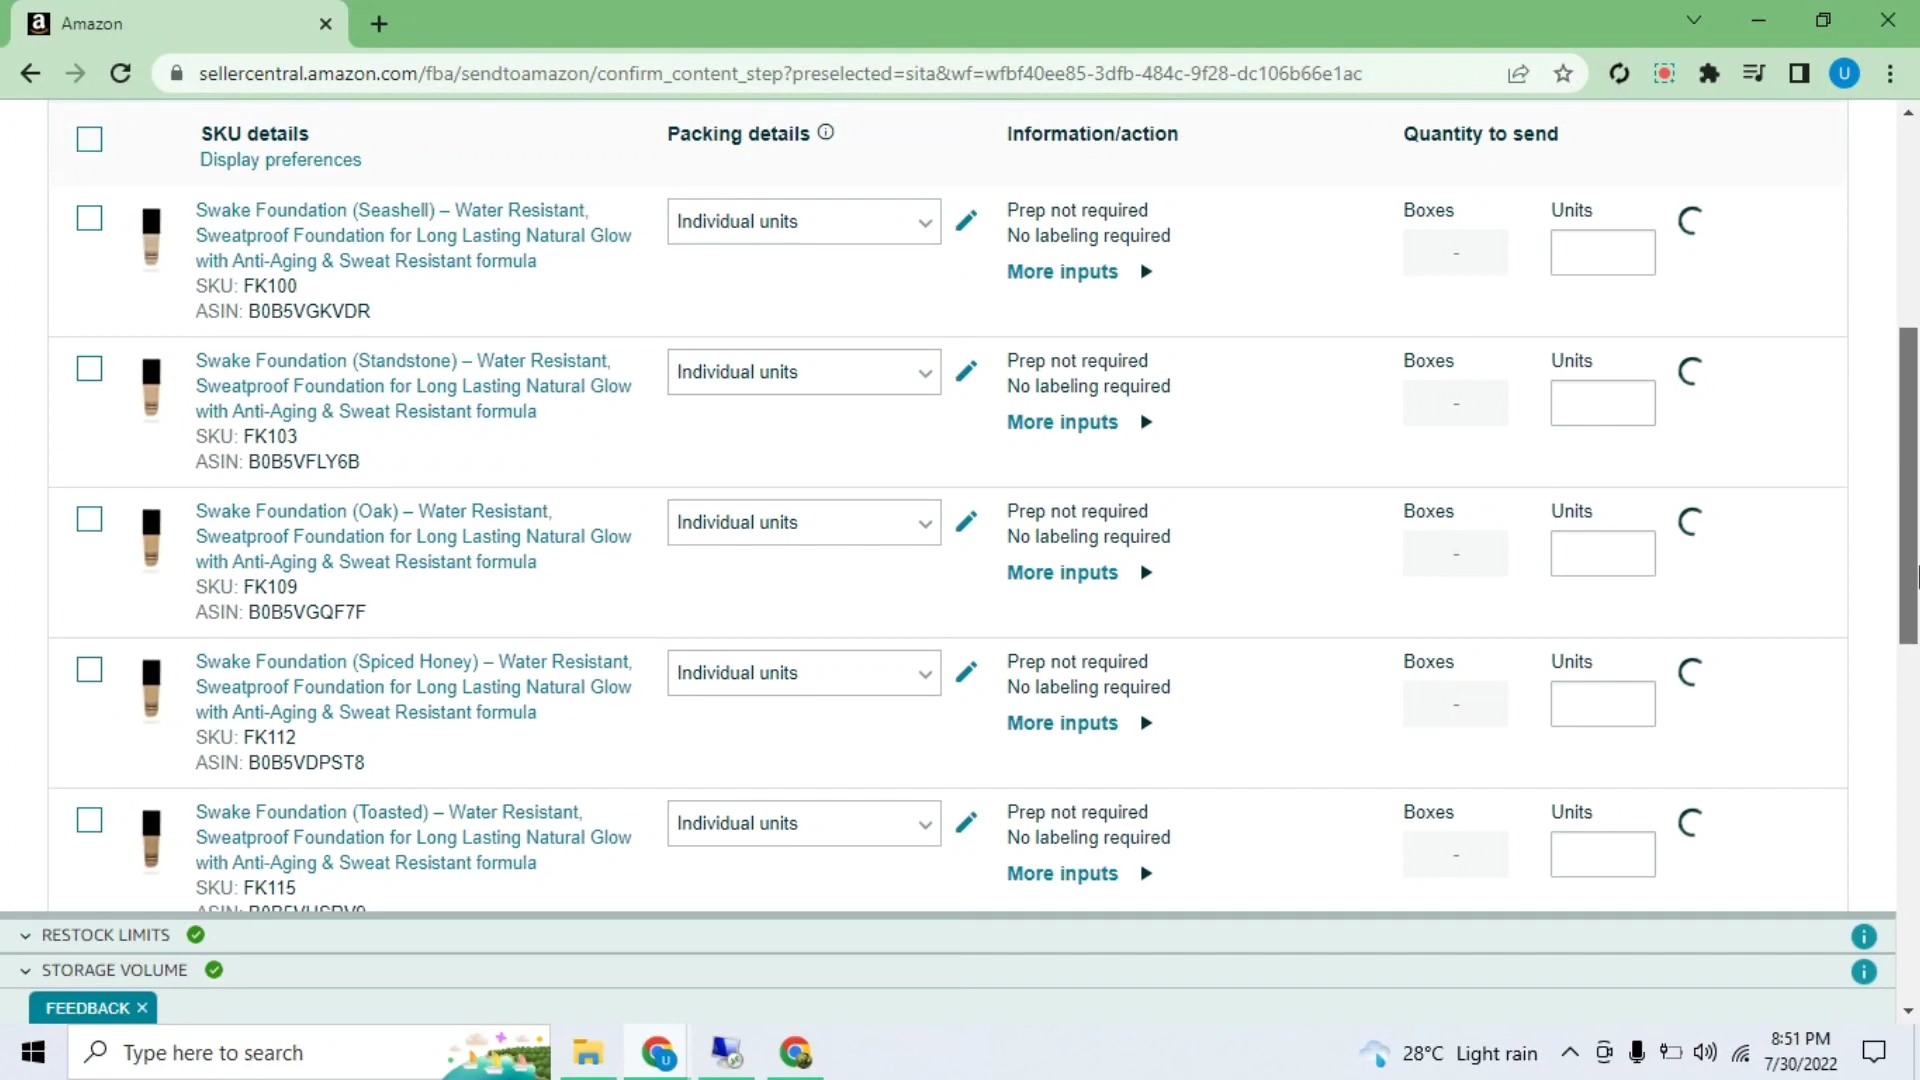 Amazon
sellercentral.amazon.com/fba/sendtoamazon/confirm_content_step?preselected=sita&wf=wfbf40ee85-3dfb-484c-9f28-dc106b66e1ac
U
SKU details
Packing details
Information/action
Quantity to send
Display preferences
Swake Foundation (Seashell) – Water Resistant,
Sweatproof Foundation for Long Lasting Natural Glow
with Anti-Aging & Sweat Resistant formula
SKU: FK100
ASIN: B0B5VGKVDR
Individual units
Prep not required
No labeling required
More inputs
Boxes
-
Units
Swake Foundation (Standstone) – Water Resistant,
Sweatproof Foundation for Long Lasting Natural Glow
with Anti-Aging & Sweat Resistant formula
SKU: FK103
ASIN: B0B5VFLY6B
Individual units
Prep not required
No labeling required
More inputs
Boxes
-
Units
Swake Foundation (Oak) – Water Resistant,
Sweatproof Foundation for Long Lasting Natural Glow
with Anti-Aging & Sweat Resistant formula
SKU: FK109
ASIN: B0B5VGQF7F
Individual units
Prep not required
No labeling required
More inputs
Boxes
-
Units
Swake Foundation (Spiced Honey) – Water Resistant,
Sweatproof Foundation for Long Lasting Natural Glow
with Anti-Aging & Sweat Resistant formula
SKU: FK112
ASIN: B0B5VDPST8
Individual units
Prep not required
No labeling required
More inputs
Boxes
-
Units
Swake Foundation (Toasted) – Water Resistant,
Sweatproof Foundation for Long Lasting Natural Glow
with Anti-Aging & Sweat Resistant formula
SKU: FK115
ASIN:
Individual units
Prep not required
No labeling required
More inputs
Boxes
-
Units
RESTOCK LIMITS
STORAGE VOLUME
FEEDBACK
Type here to search
28°C Light rain
8:51 PM
7/30/2022